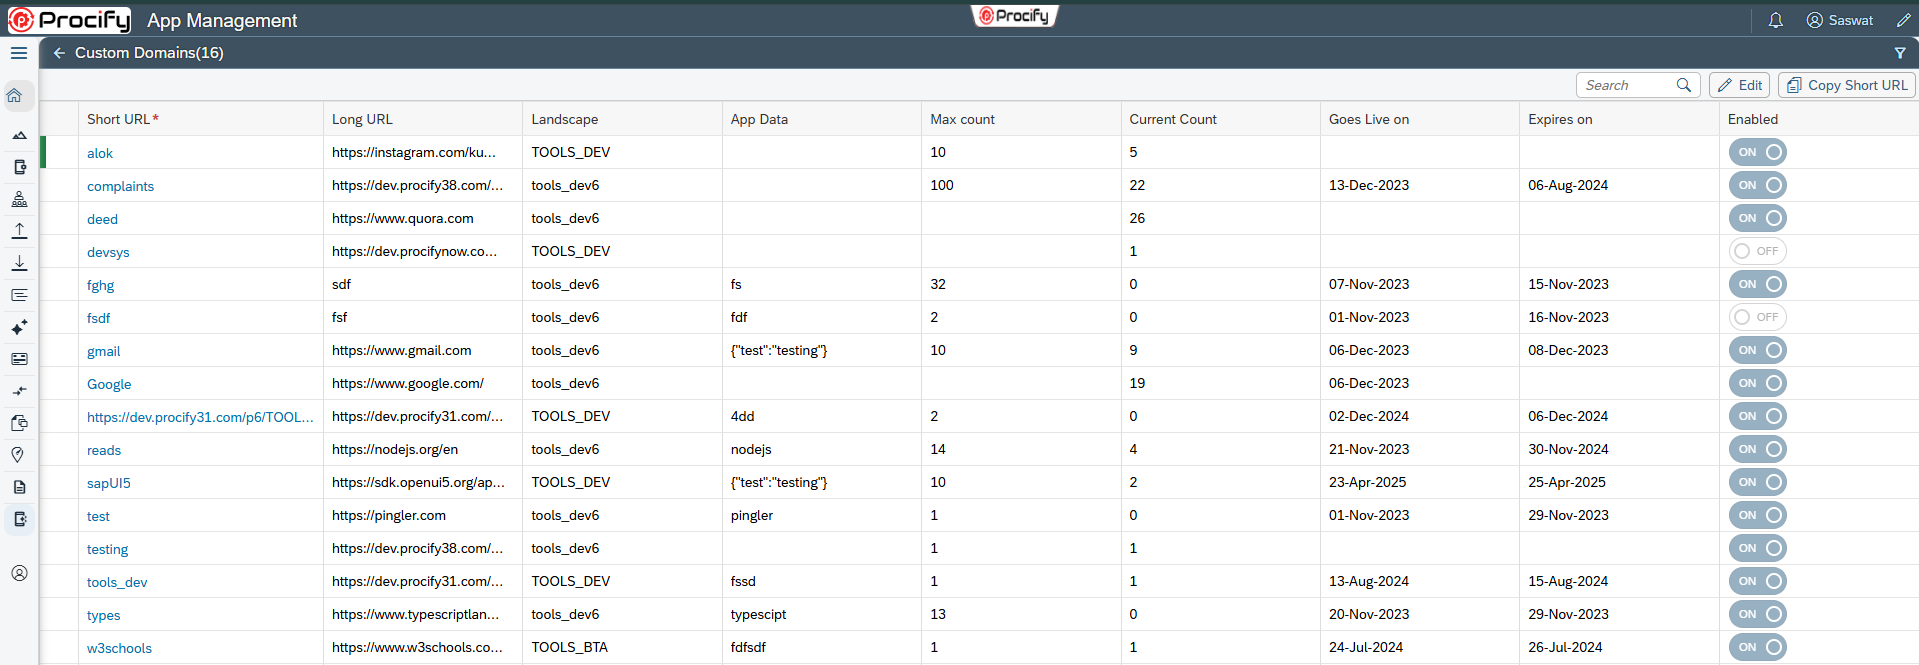 Procify App Management Procify Saswat
Custom Domains(16)
Search Edit Copy Short URL
Short URL* Long URL Landscape App Data Max count Current Count Goes Live on Expires on Enabled
alok https://instagram.com/ku... TOOLS_DEV 10 5 ON
complaints https://dev.procify38.com/... tools_dev6 100 22 13-Dec-2023 06-Aug-2024 ON
deed https://www.quora.com tools_dev6 26 ON
devsys https://dev.procifynow.co... TOOLS_DEV 1 OFF
fghg sdf tools_dev6 fs 32 0 07-Nov-2023 15-Nov-2023 ON
fsdf fsf tools_dev6 fdf 2 0 01-Nov-2023 16-Nov-2023 OFF
gmail https://www.gmail.com tools_dev6 {"test":"testing"} 10 9 06-Dec-2023 08-Dec-2023 ON
Google https://www.google.com/ tools_dev6 19 06-Dec-2023 ON
https://dev.procify31.com/p6/TOOL... https://dev.procify31.com/... TOOLS_DEV 4dd 2 0 02-Dec-2024 06-Dec-2024 ON
reads https://nodejs.org/en tools_dev6 nodejs 14 4 21-Nov-2023 30-Nov-2024 ON
sapUI5 https://sdk.openui5.org/ap... TOOLS_DEV {"test":"testing"} 10 2 23-Apr-2025 25-Apr-2025 ON
test https://pingler.com tools_dev6 pingler 1 0 01-Nov-2023 29-Nov-2023 ON
testing https://dev.procify38.com/... tools_dev6 1 1 ON
tools_dev https://dev.procify31.com/... TOOLS_DEV fssd 1 1 13-Aug-2024 15-Aug-2024 ON
types https://www.typescriptlan... tools_dev6 typescipt 13 0 20-Nov-2023 29-Nov-2023 ON
w3schools https://www.w3schools.co... TOOLS_BTA fdfsdf 1 1 24-Jul-2024 26-Jul-2024 ON